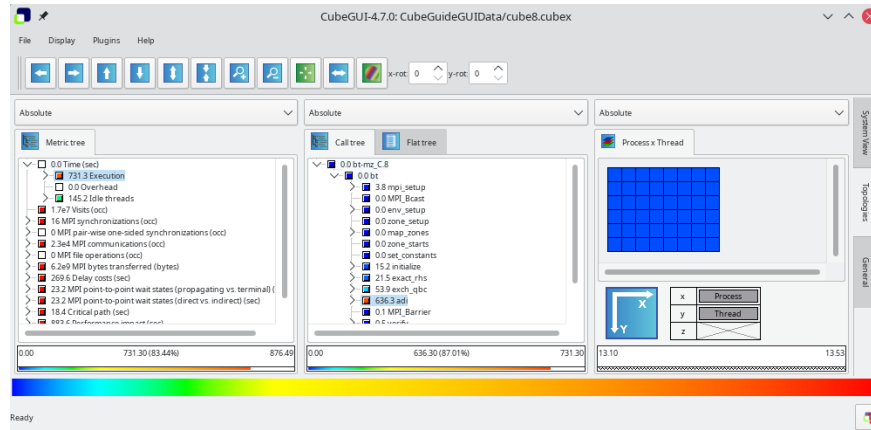 CubeGUI-4.7.0: CubeGuideGUIData/cube8.cubex
File Display Plugins Help
x-rot: 0 y-rot: 0
Absolute
Metric tree
0.0 Time (sec)
731.3 Execution
0.0 Overhead
145.2 Idle threads
1.7e7 Visits (occ)
16 MPI synchronizations (occ)
0 MPI pair-wise one-sided synchronizations (occ)
2.3e4 MPI communications (occ)
0 MPI file operations (occ)
6.2e9 MPI bytes transferred (bytes)
269.6 Delay costs (sec)
23.2 MPI point-to-point wait states (propagating vs. terminal) (
23.2 MPI point-to-point wait states (direct vs. indirect) (sec)
18.4 Critical path (sec)
883.6 Performance impact (sec)
0.00 731.30 (83.44%) 876.49
Absolute
Call tree Flat tree
0.0 bt-mz_C.8
0.0 bt
3.8 mpi_setup
0.0 MPI_Bcast
0.0 env_setup
0.0 zone_setup
0.0 map_zones
0.0 zone_starts
0.0 set_constants
15.2 initialize
21.5 exact_rhs
53.9 exch_qbc
636.3 adi
0.1 MPI_Barrier
0.6 verify
0.00 636.30 (87.01%) 731.30
Absolute
Process x Thread
X
Y
x Process
y Thread
z
13.10 13.53
System View
Topologies
General
Ready